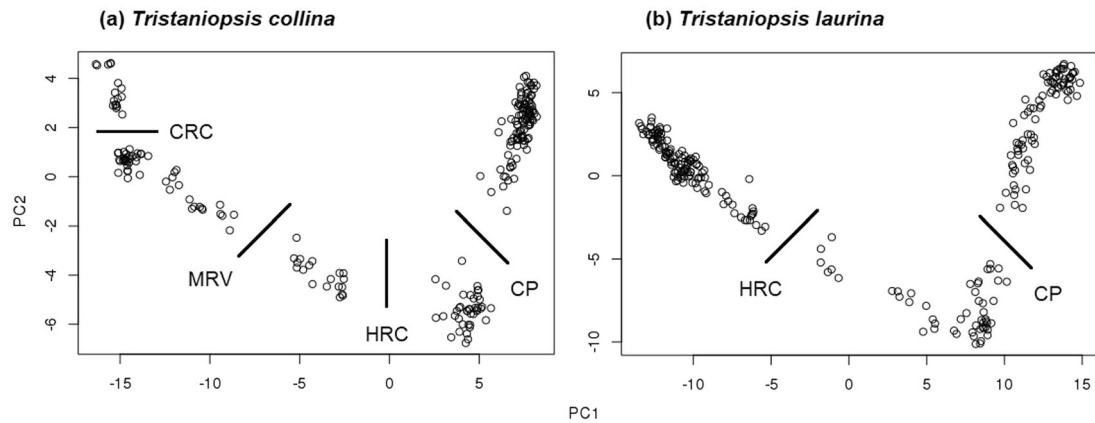 (a) Tristaniopsis collina
(b) Tristaniopsis laurina
PC2
4
2
0
-2
-4
-6
CRC
MRV
HRC
CP
-15
-10
-5
0
5
5
0
-5
-10
HRC
CP
-10
-5
0
5
10
15
PC1